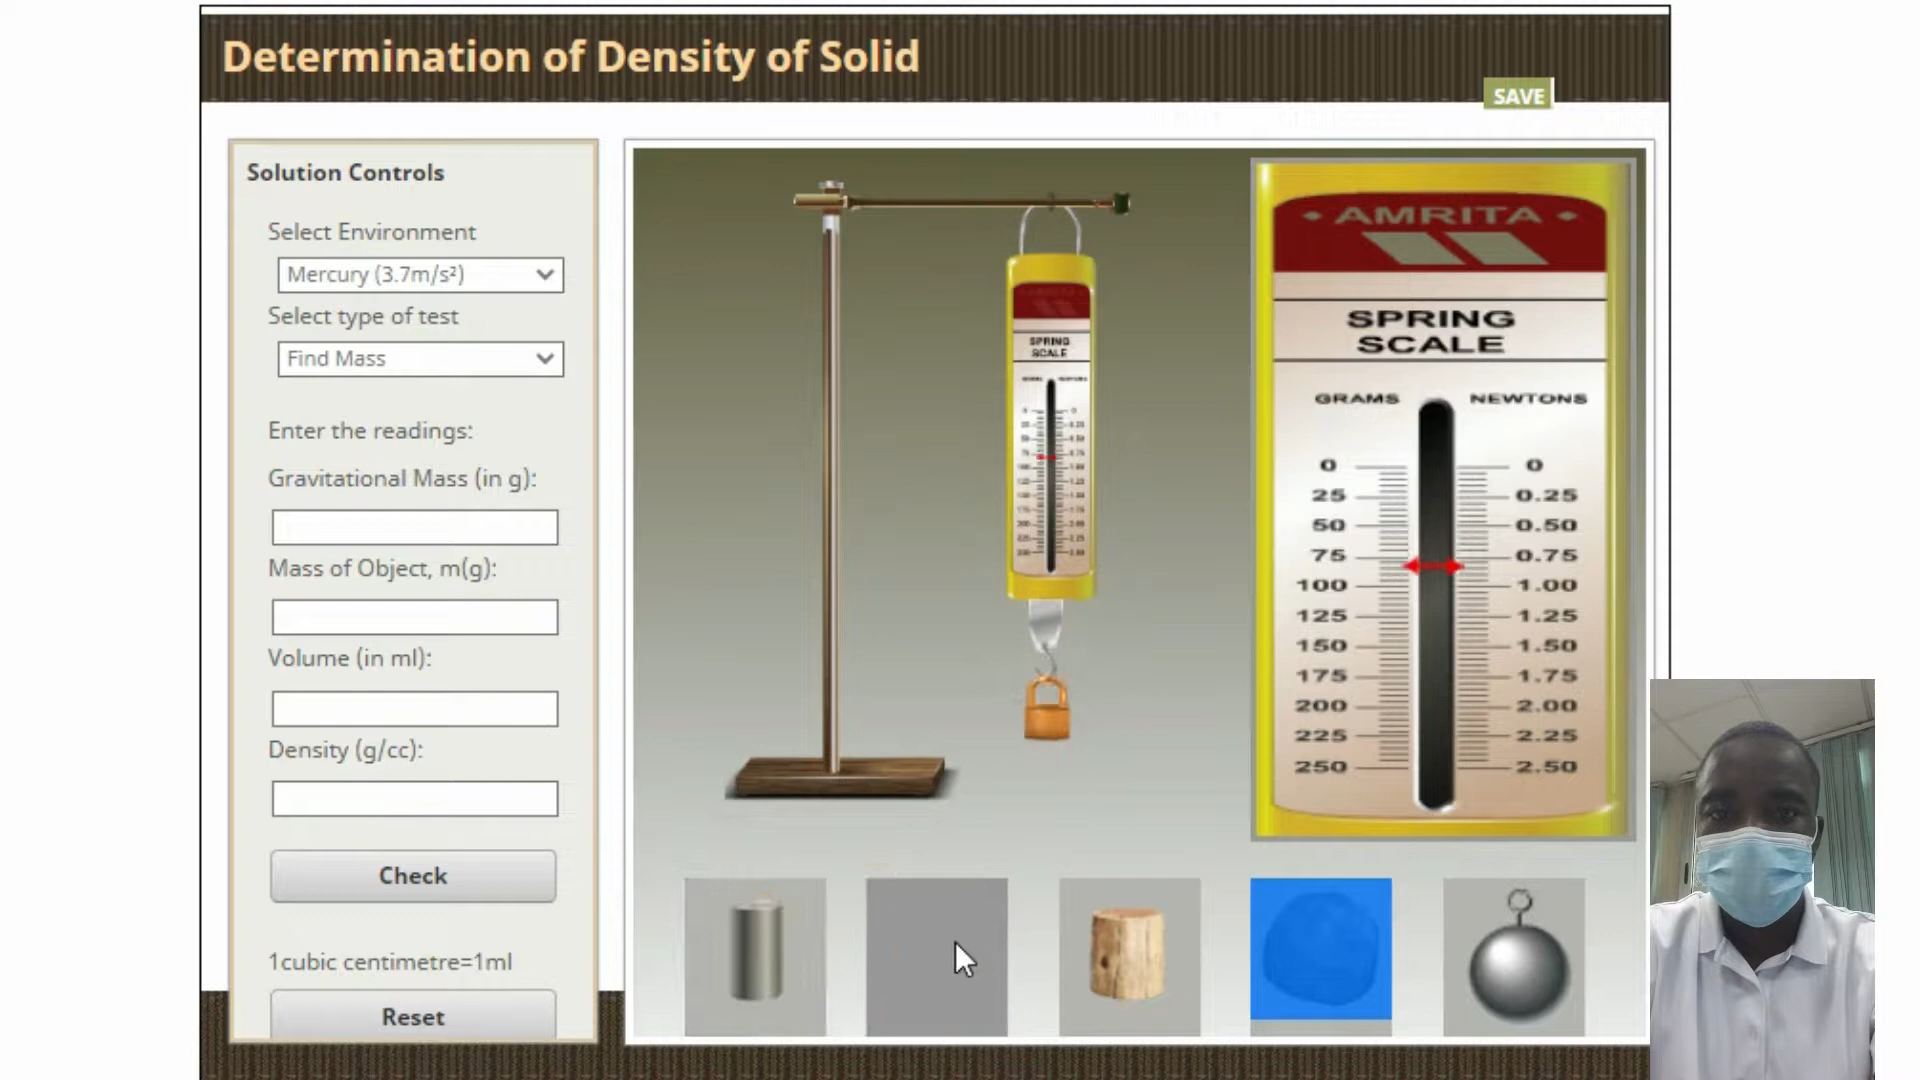 Determination of Density of Solid
SAVE
Solution Controls
Select Environment
Mercury (3.7m/s²)
Select type of test
Find Mass
Enter the readings:
Gravitational Mass (in g):
Mass of Object, m(g):
Volume (in ml):
Density (g/cc):
Check
1cubic centimetre=1ml
Reset
SPRING
SCALE
• AMRITA •
SPRING
SCALE
GRAMS NEWTONS
0 0
25 0.25
50 0.50
75 0.75
100 1.00
125 1.25
150 1.50
175 1.75
200 2.00
225 2.25
250 2.50